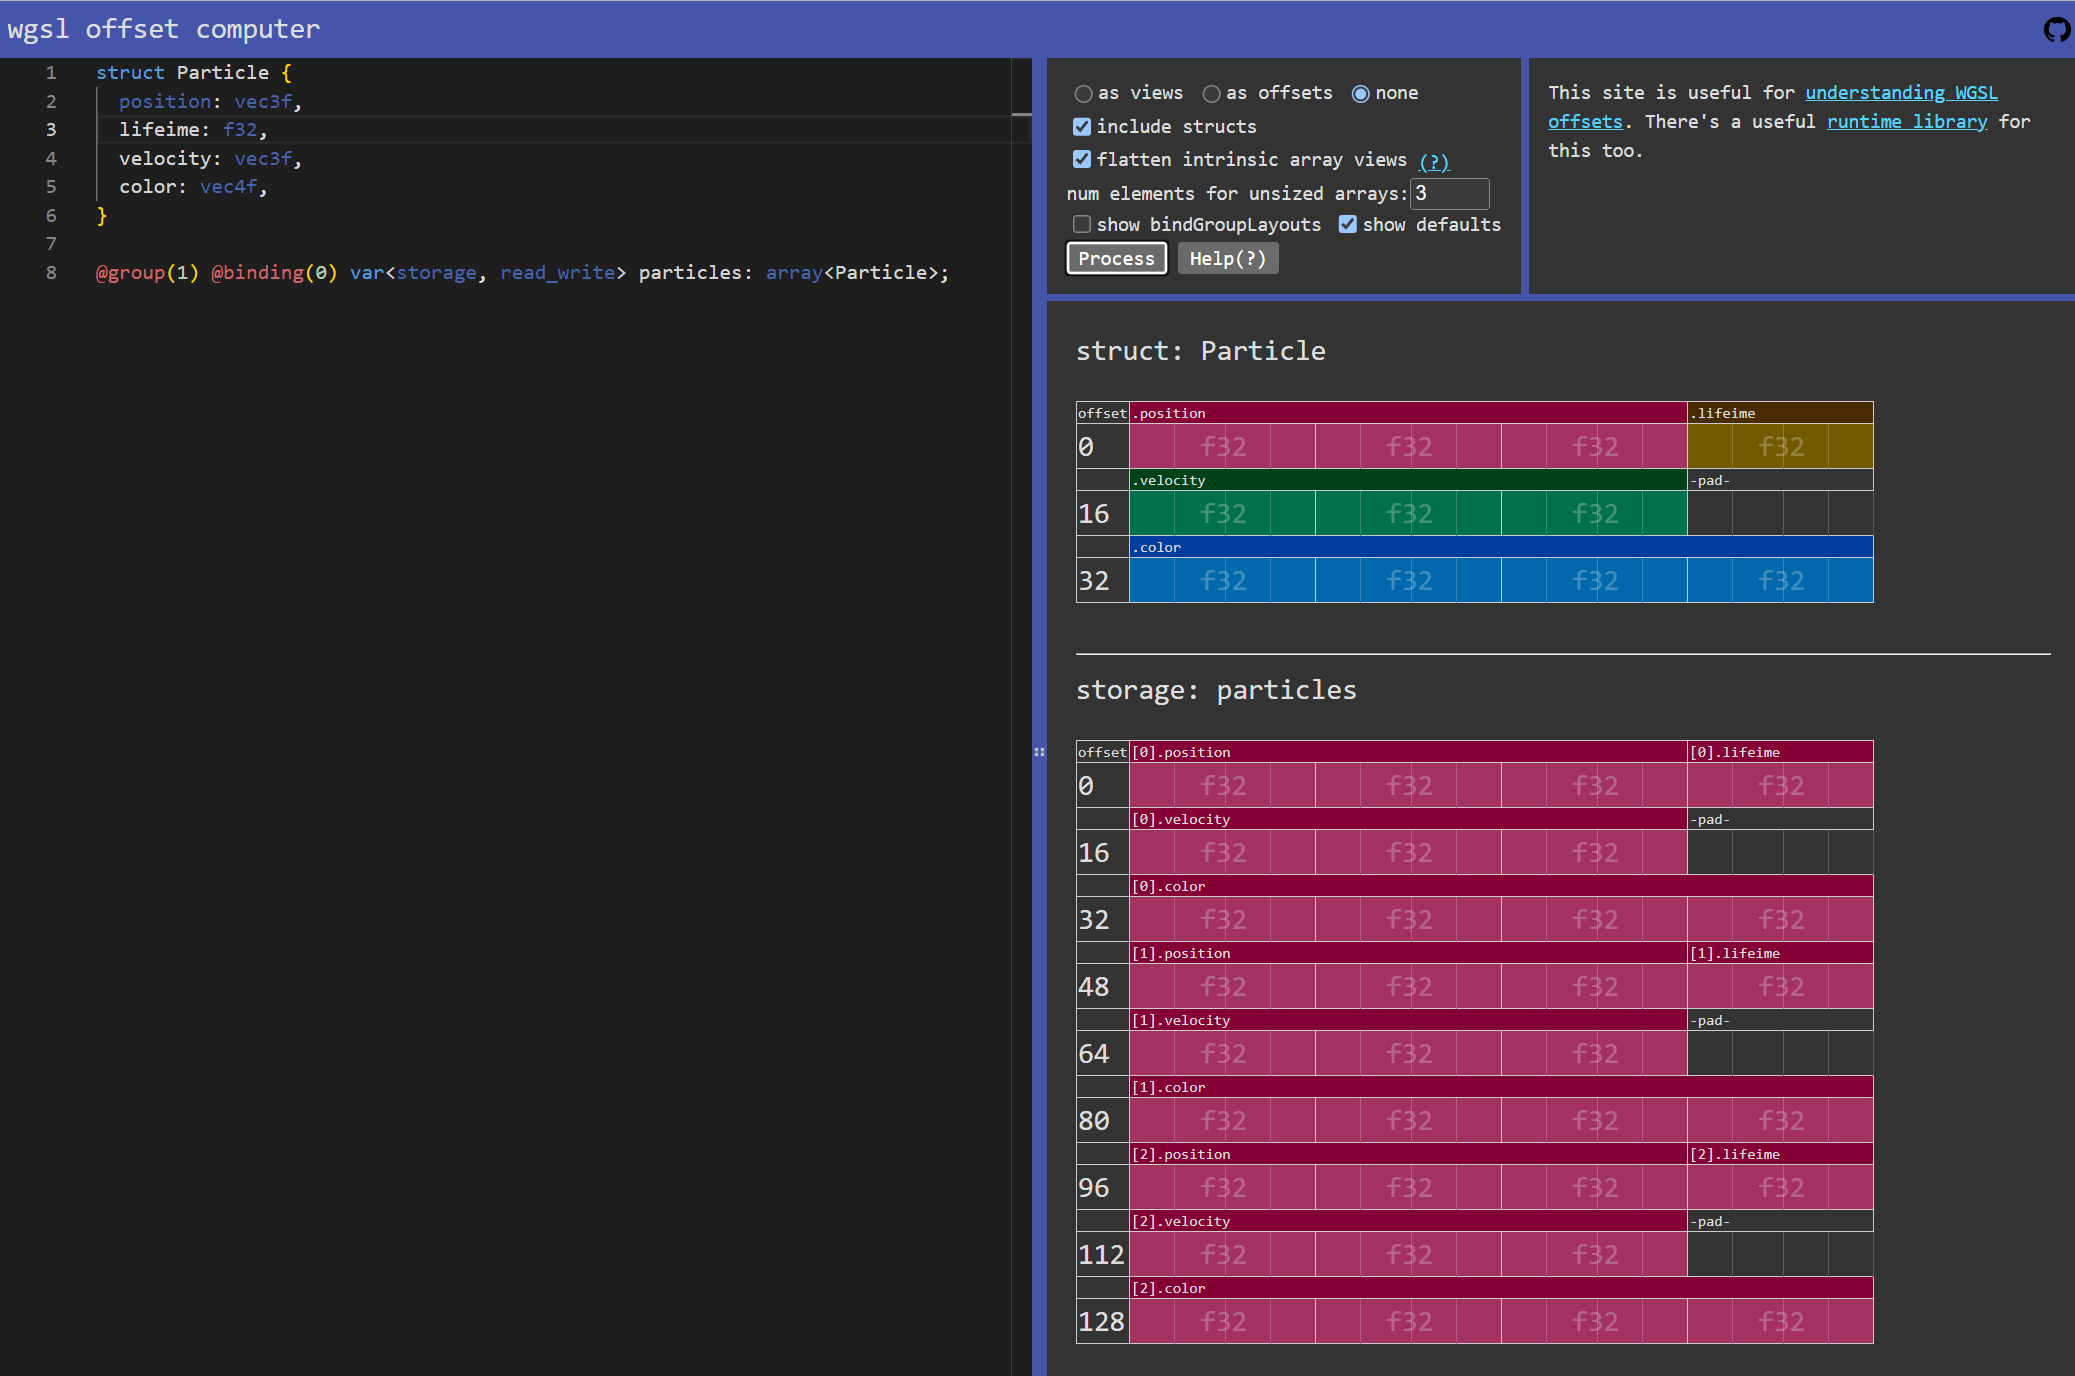 wgsl offset computer
1 struct Particle {
2 position: vec3f,
3 lifeime: f32,
4 velocity: vec3f,
5 color: vec4f,
6 }
7
8 @group(1) @binding(0) var<storage, read_write> particles: array<Particle>;
as views as offsets none
include structs
flatten intrinsic array views (?)
num elements for unsized arrays: 3
show bindGroupLayouts show defaults
Process Help(?)
This site is useful for understanding WGSL
offsets. There's a useful runtime library for
this too.
struct: Particle
offset .position .lifeime
0 f32 f32 f32 f32
.velocity -pad-
16 f32 f32 f32
.color
32 f32 f32 f32 f32
storage: particles
offset [0].position [0].lifeime
0 f32 f32 f32 f32
[0].velocity -pad-
16 f32 f32 f32
[0].color
32 f32 f32 f32 f32
[1].position [1].lifeime
48 f32 f32 f32 f32
[1].velocity -pad-
64 f32 f32 f32
[1].color
80 f32 f32 f32 f32
[2].position [2].lifeime
96 f32 f32 f32 f32
[2].velocity -pad-
112 f32 f32 f32
[2].color
128 f32 f32 f32 f32